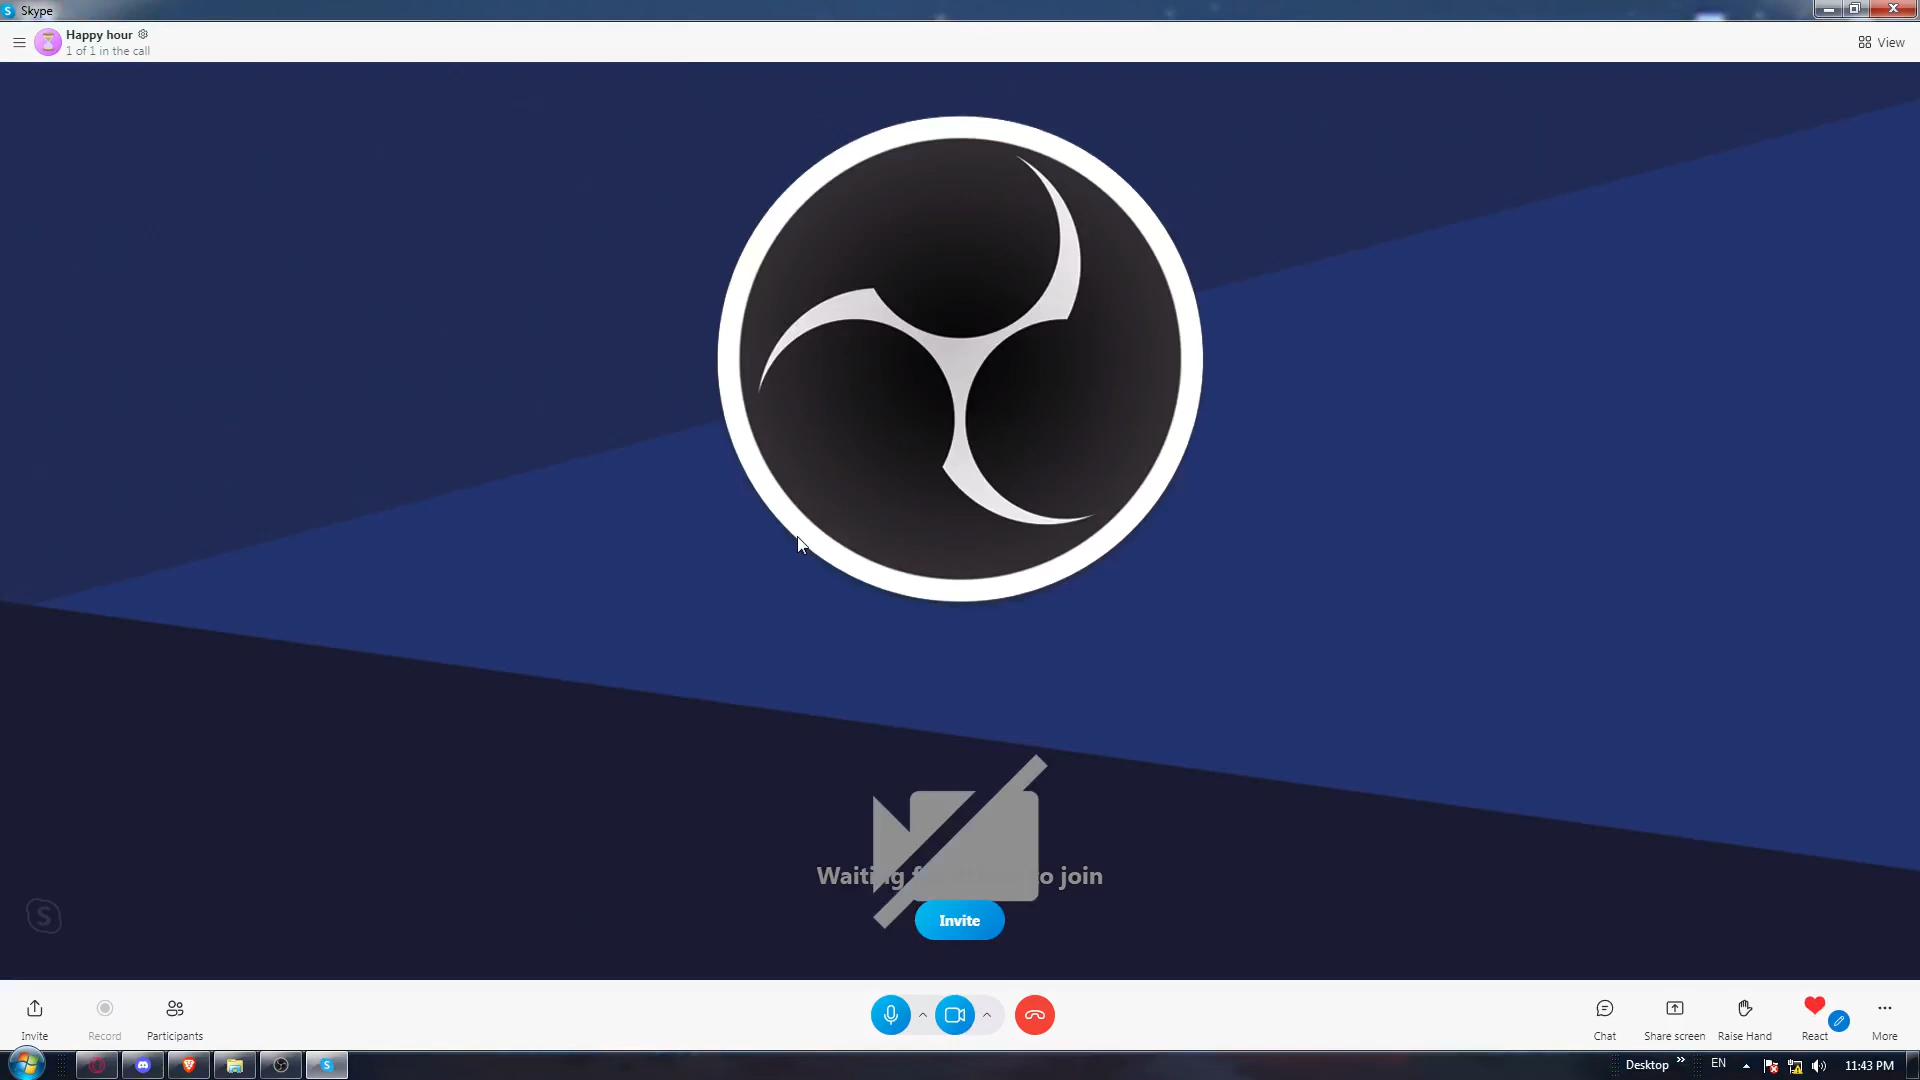 Skype
Happy hour
1 of 1 in the call
View
Waiting f o join
Invite
Invite
Record
Participants
Chat
Share screen
Raise Hand
React
More
Desktop »
EN
11:43 PM